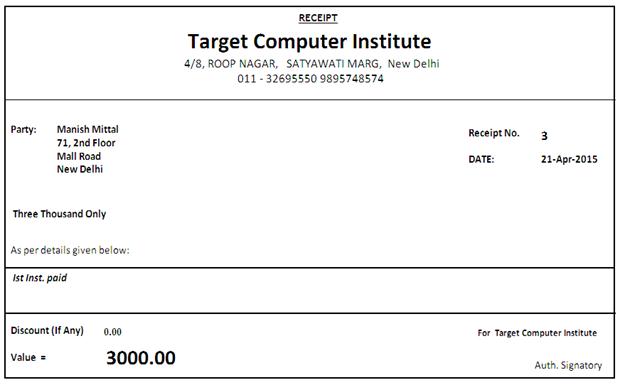 RECEIPT
Target Computer Institute
4/8, ROOP NAGAR, SATYAWATI MARG, New Delhi
011 - 32695550 9895748574
Party: Manish Mittal
71, 2nd Floor
Mall Road
New Delhi
Receipt No. 3
DATE: 21-Apr-2015
Three Thousand Only
As per details given below:
Ist Inst. paid
Discount (If Any) 0.00
For Target Computer Institute
Value = 3000.00
Auth. Signatory